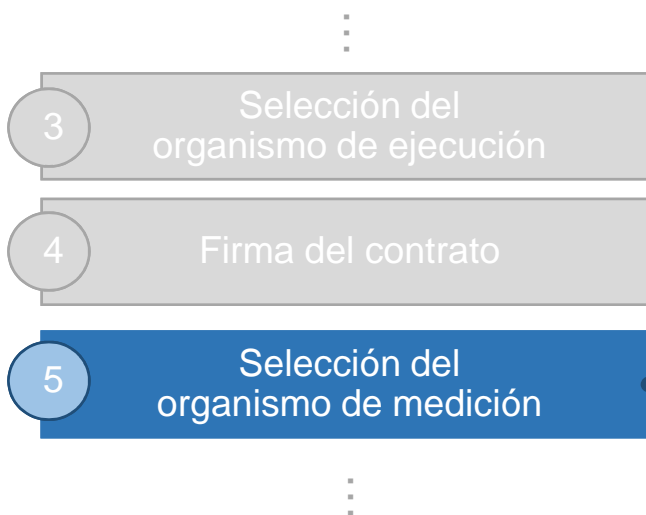 3
Selección del
organismo de ejecución
4
Firma del contrato
5
Selección del
organismo de medición